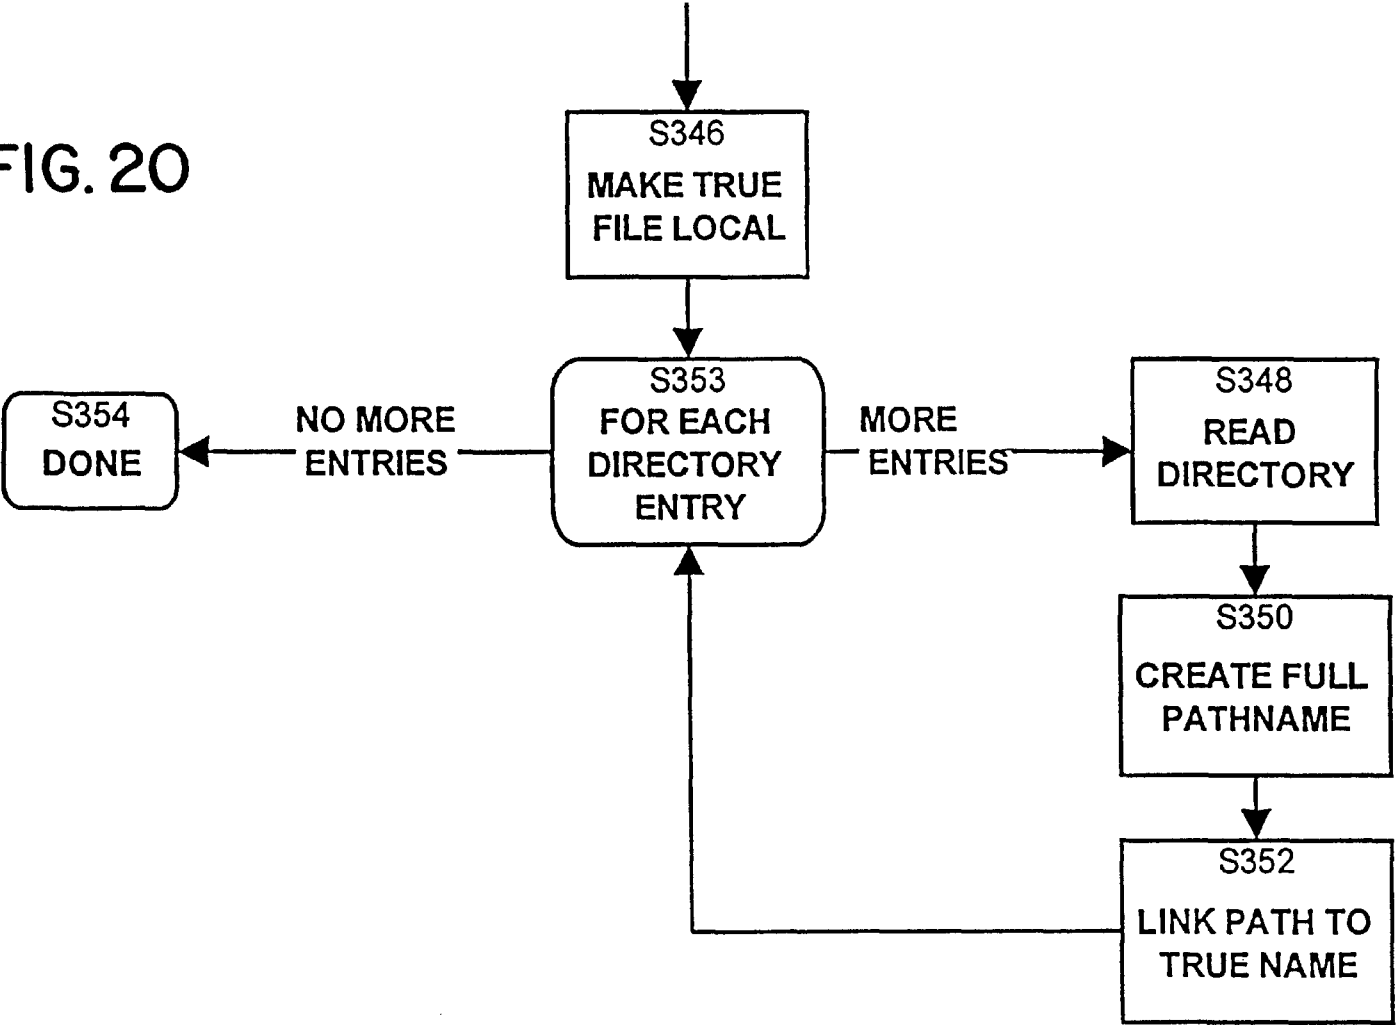 FIG. 20
S346
MAKE TRUE
FILE LOCAL
S353
FOR EACH
DIRECTORY
ENTRY
NO MORE
ENTRIES
S354
DONE
MORE
ENTRIES
S348
READ
DIRECTORY
S350
CREATE FULL
PATHNAME
S352
LINK PATH TO
TRUE NAME